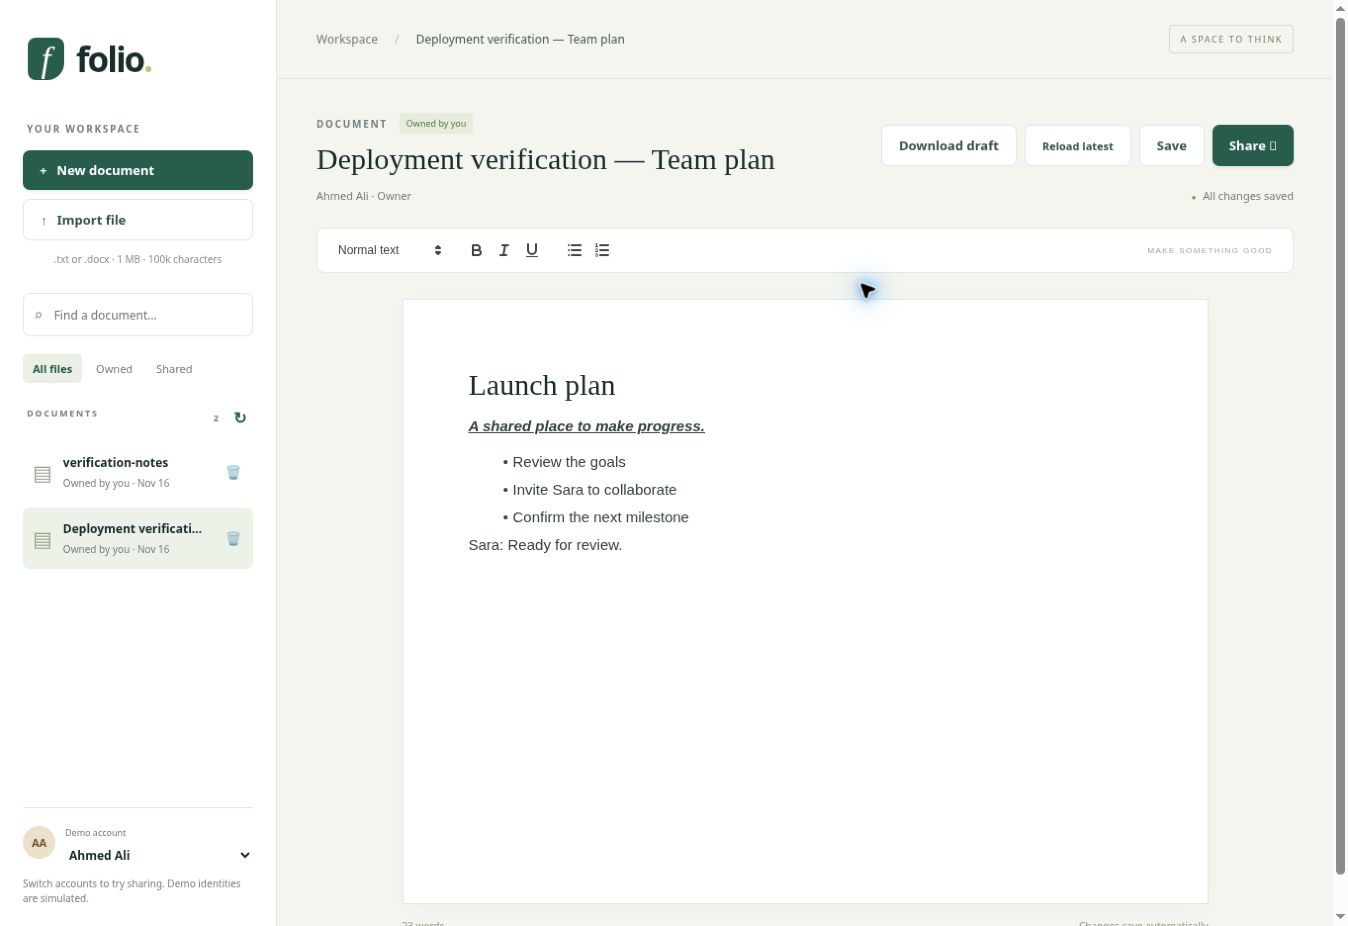 folio.
YOUR WORKSPACE
+ New document
↑ Import file
.txt or .docx · 1 MB · 100k characters
Find a document...
All files Owned Shared
DOCUMENTS 2 ↻
verification-notes
Owned by you · Nov 16
Deployment verificati...
Owned by you · Nov 16
AA
Demo account
Ahmed Ali
Switch accounts to try sharing. Demo identities
are simulated.
Workspace / Deployment verification — Team plan
A SPACE TO THINK
DOCUMENT Owned by you
Deployment verification — Team plan
Ahmed Ali · Owner
Download draft Reload latest Save Share
• All changes saved
Normal text B I U
MAKE SOMETHING GOOD
Launch plan
A shared place to make progress.
• Review the goals
• Invite Sara to collaborate
• Confirm the next milestone
Sara: Ready for review.
23 words Changes save automatically